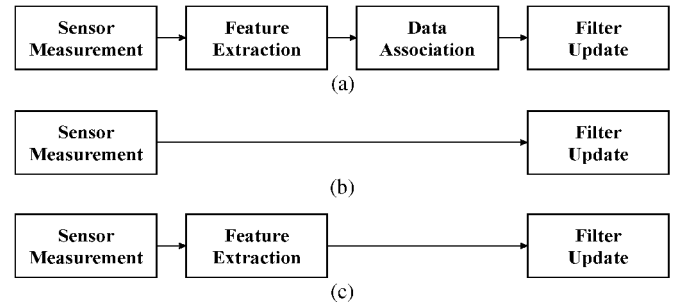 Sensor Measurement
Feature Extraction
Data Association
Filter Update
(a)
Sensor Measurement
Filter Update
(b)
Sensor Measurement
Feature Extraction
Filter Update
(c)